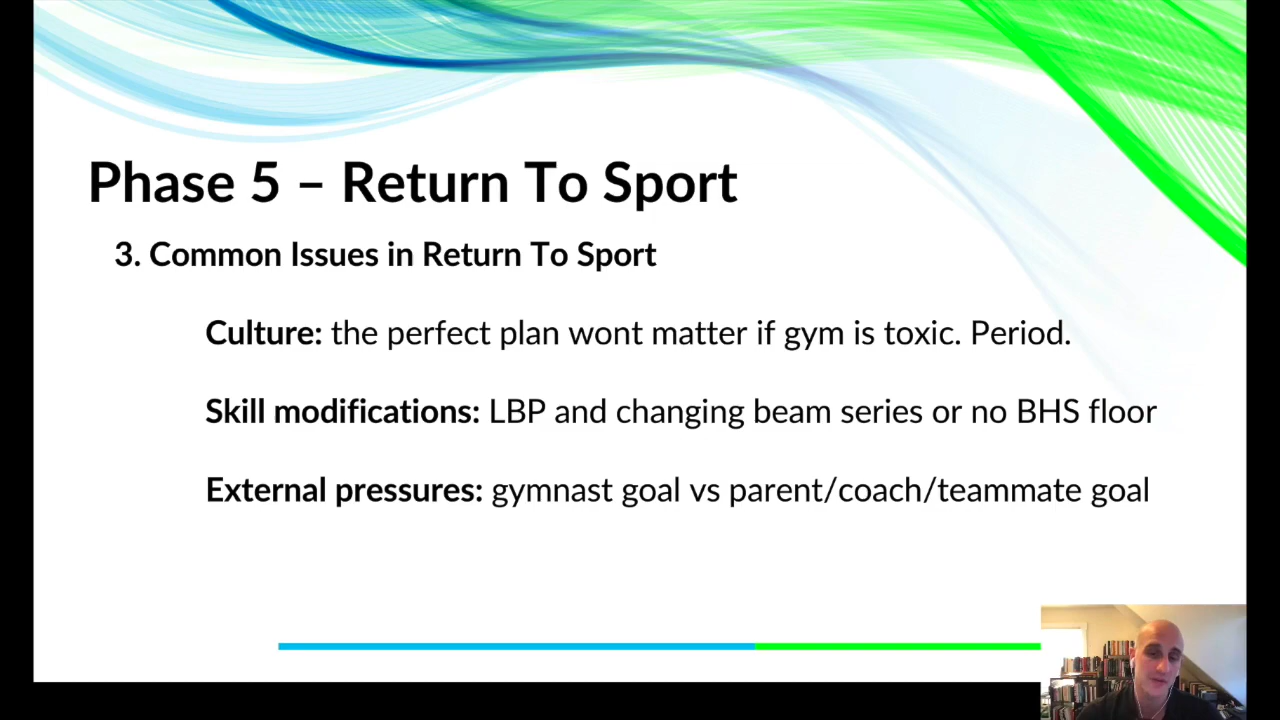 Phase 5 – Return To Sport
3. Common Issues in Return To Sport
Culture: the perfect plan wont matter if gym is toxic. Period.
Skill modifications: LBP and changing beam series or no BHS floor
External pressures: gymnast goal vs parent/coach/teammate goal